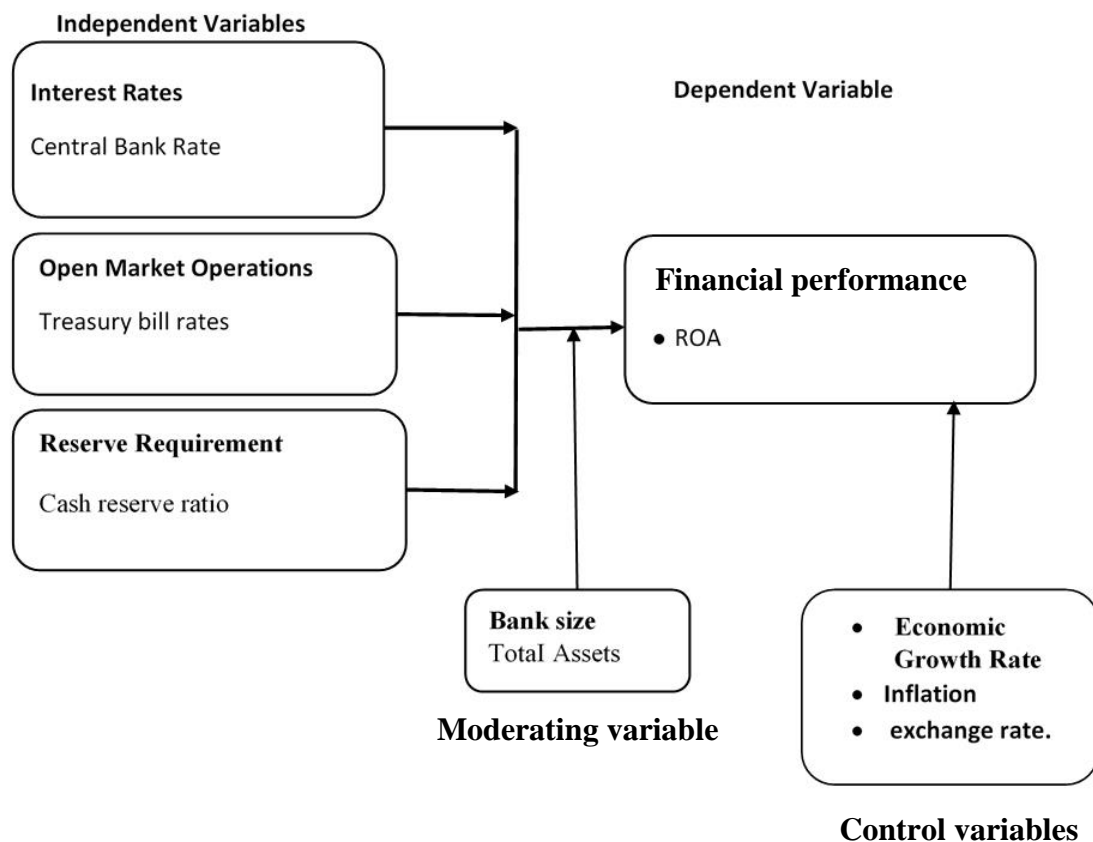 Independent Variables
Interest Rates
Central Bank Rate
Dependent Variable
Open Market Operations
Treasury bill rates
Financial performance
• ROA
Reserve Requirement
Cash reserve ratio
Bank size
Total Assets
Moderating variable
• Economic
Growth Rate
• Inflation
• exchange rate.
Control variables